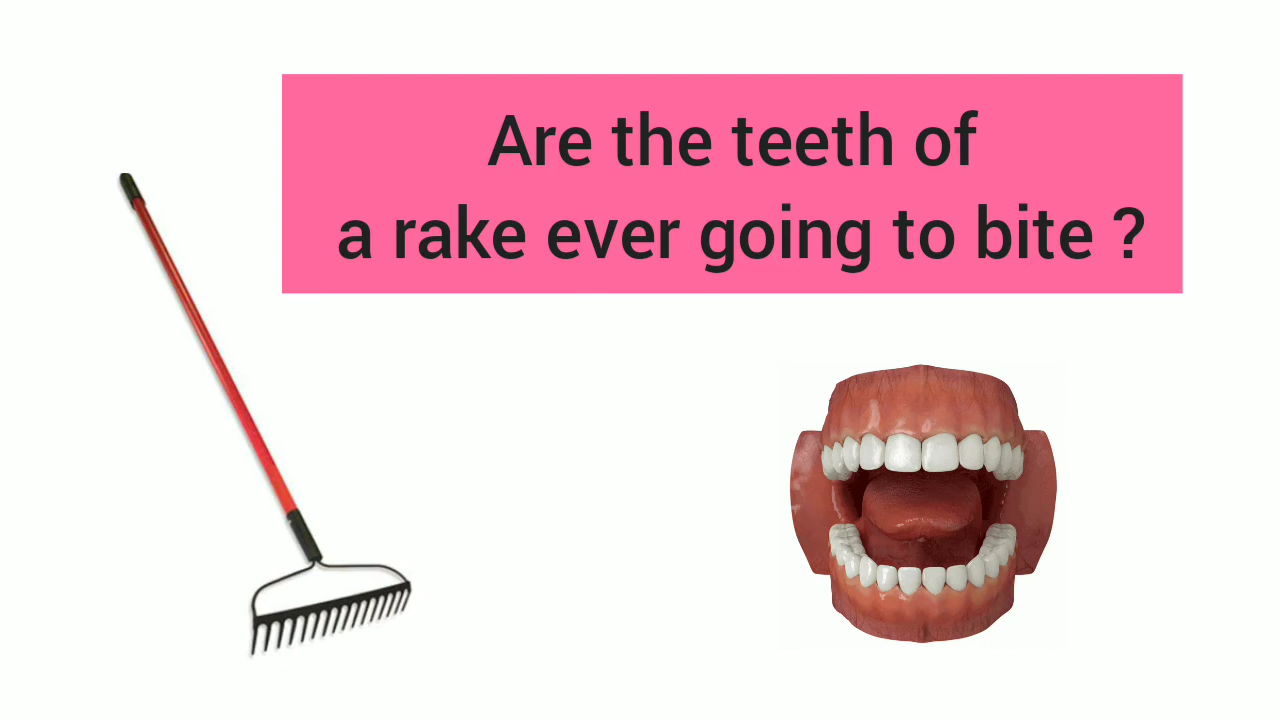 Are the teeth of
a rake ever going to bite ?